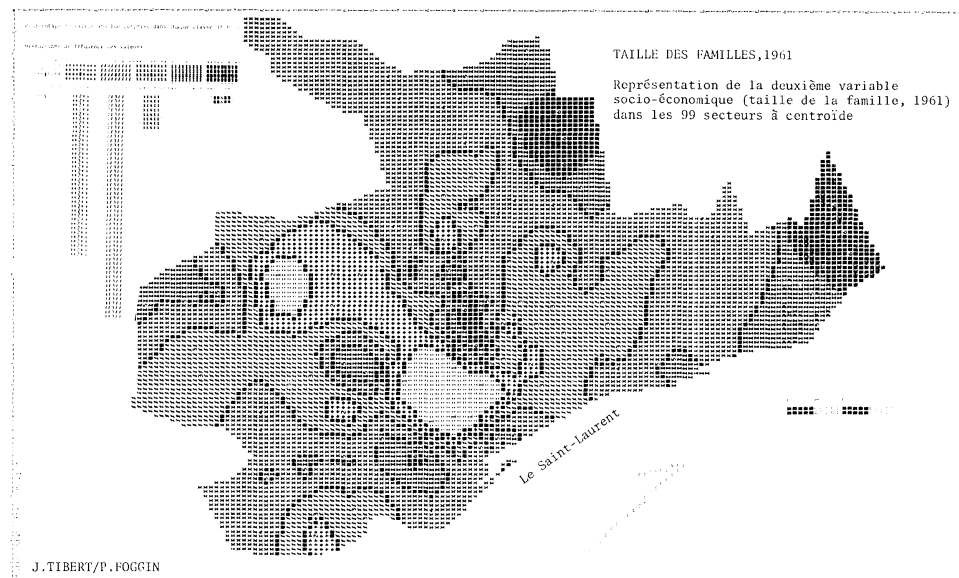 TAILLE DES FAMILLES,1961
Représentation de la deuxième variable
socio-économique (taille de la famille, 1961)
dans les 99 secteurs à centroïde
Le Saint-Laurent
J.TIBERT/P.FOGGIN